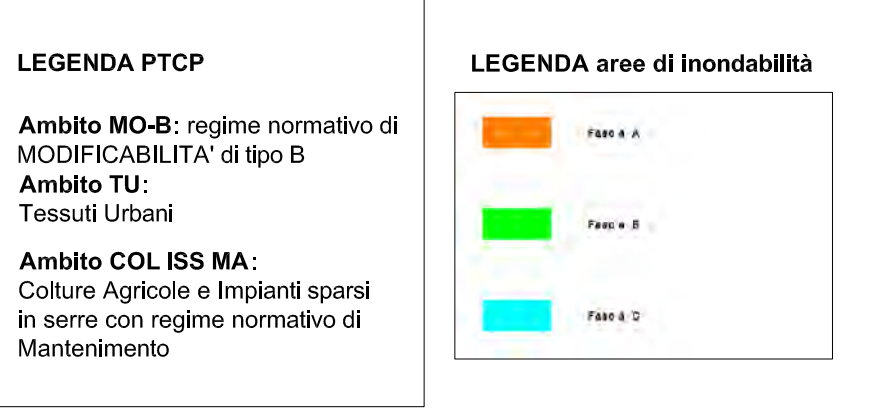 LEGENDA PTCP
Ambito MO-B: regime normativo di
MODIFICABILITA' di tipo B
Ambito TU:
Tessuti Urbani
Ambito COL ISS MA:
Colture Agricole e Impianti sparsi
in serre con regime normativo di
Mantenimento
LEGENDA aree di inondabilità
Fascia A
Fascia B
Fascia